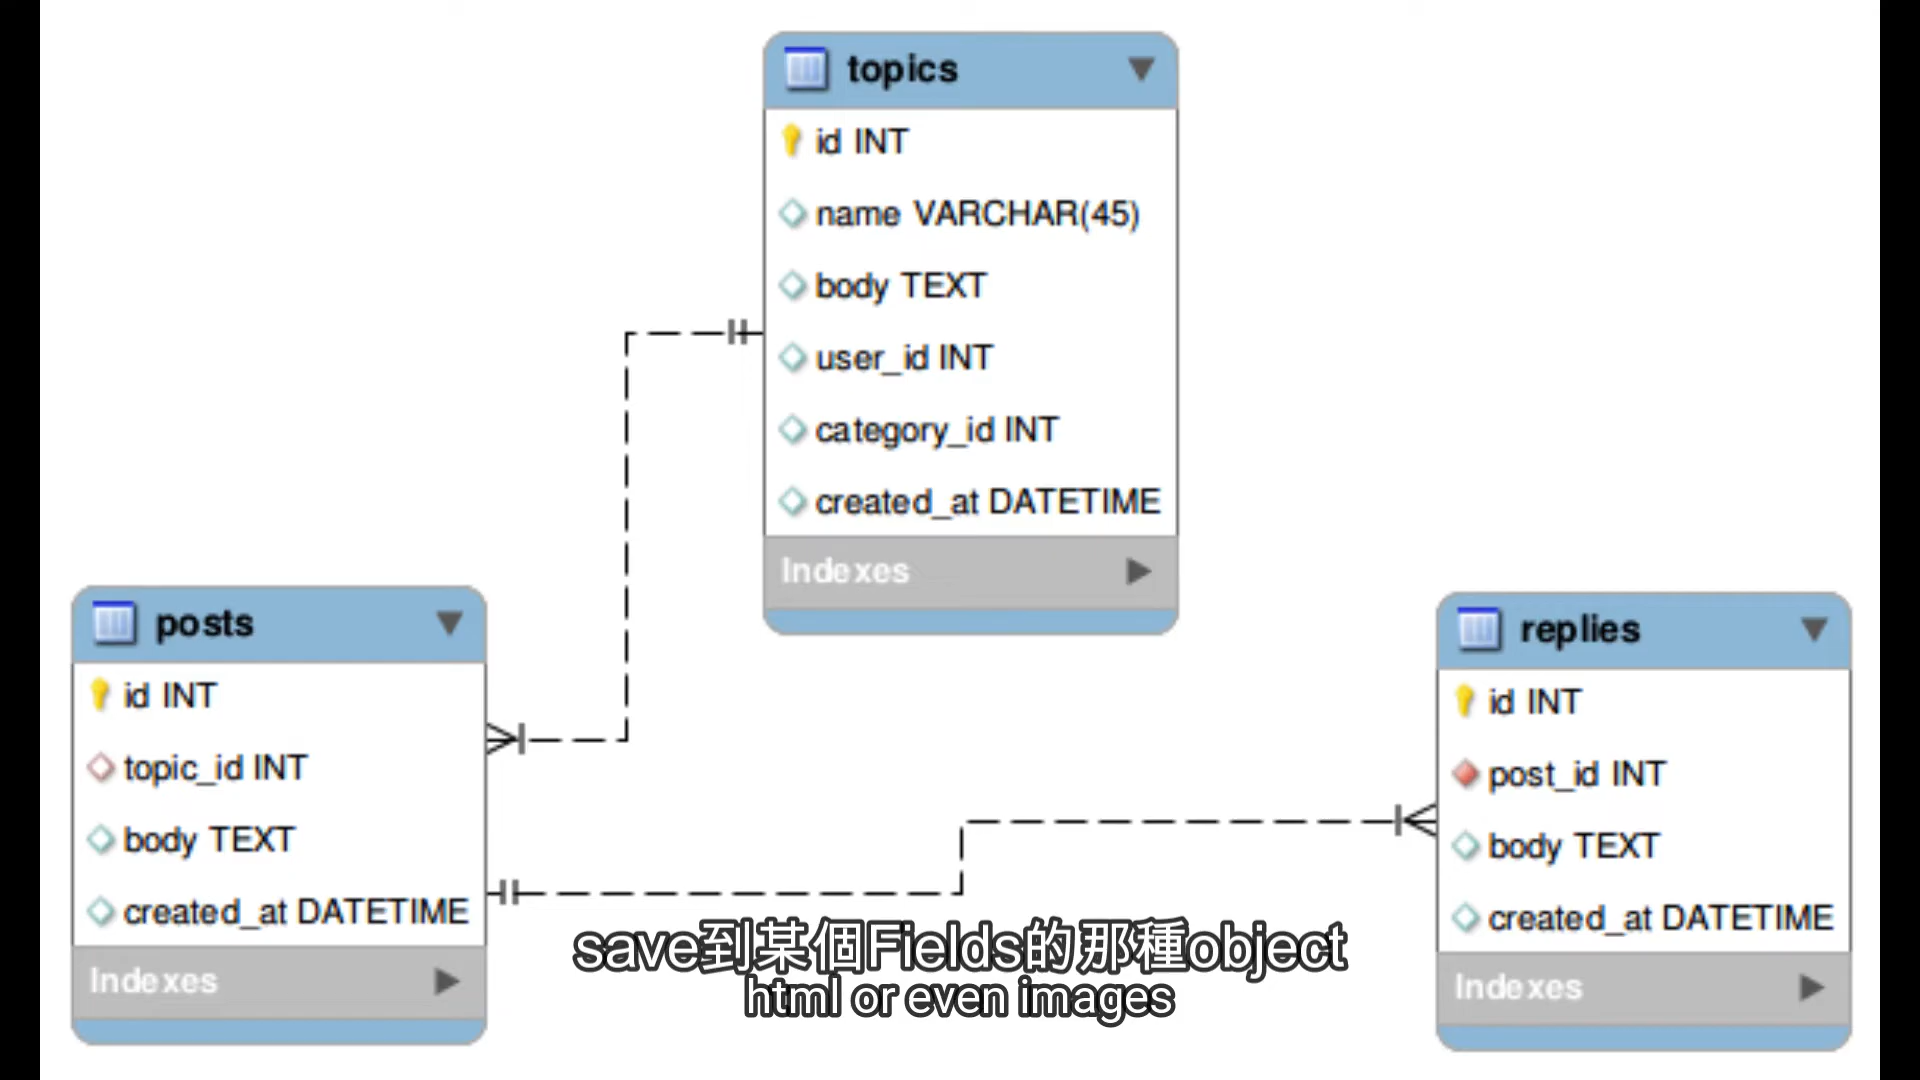 topics
id INT
name VARCHAR(45)
body TEXT
user_id INT
category_id INT
created_at DATETIME
Indexes
posts
id INT
topic_id INT
body TEXT
created_at DATETIME
Indexes
replies
id INT
post_id INT
body TEXT
created_at DATETIME
Indexes
save到某個Fields的那種object
html or even images